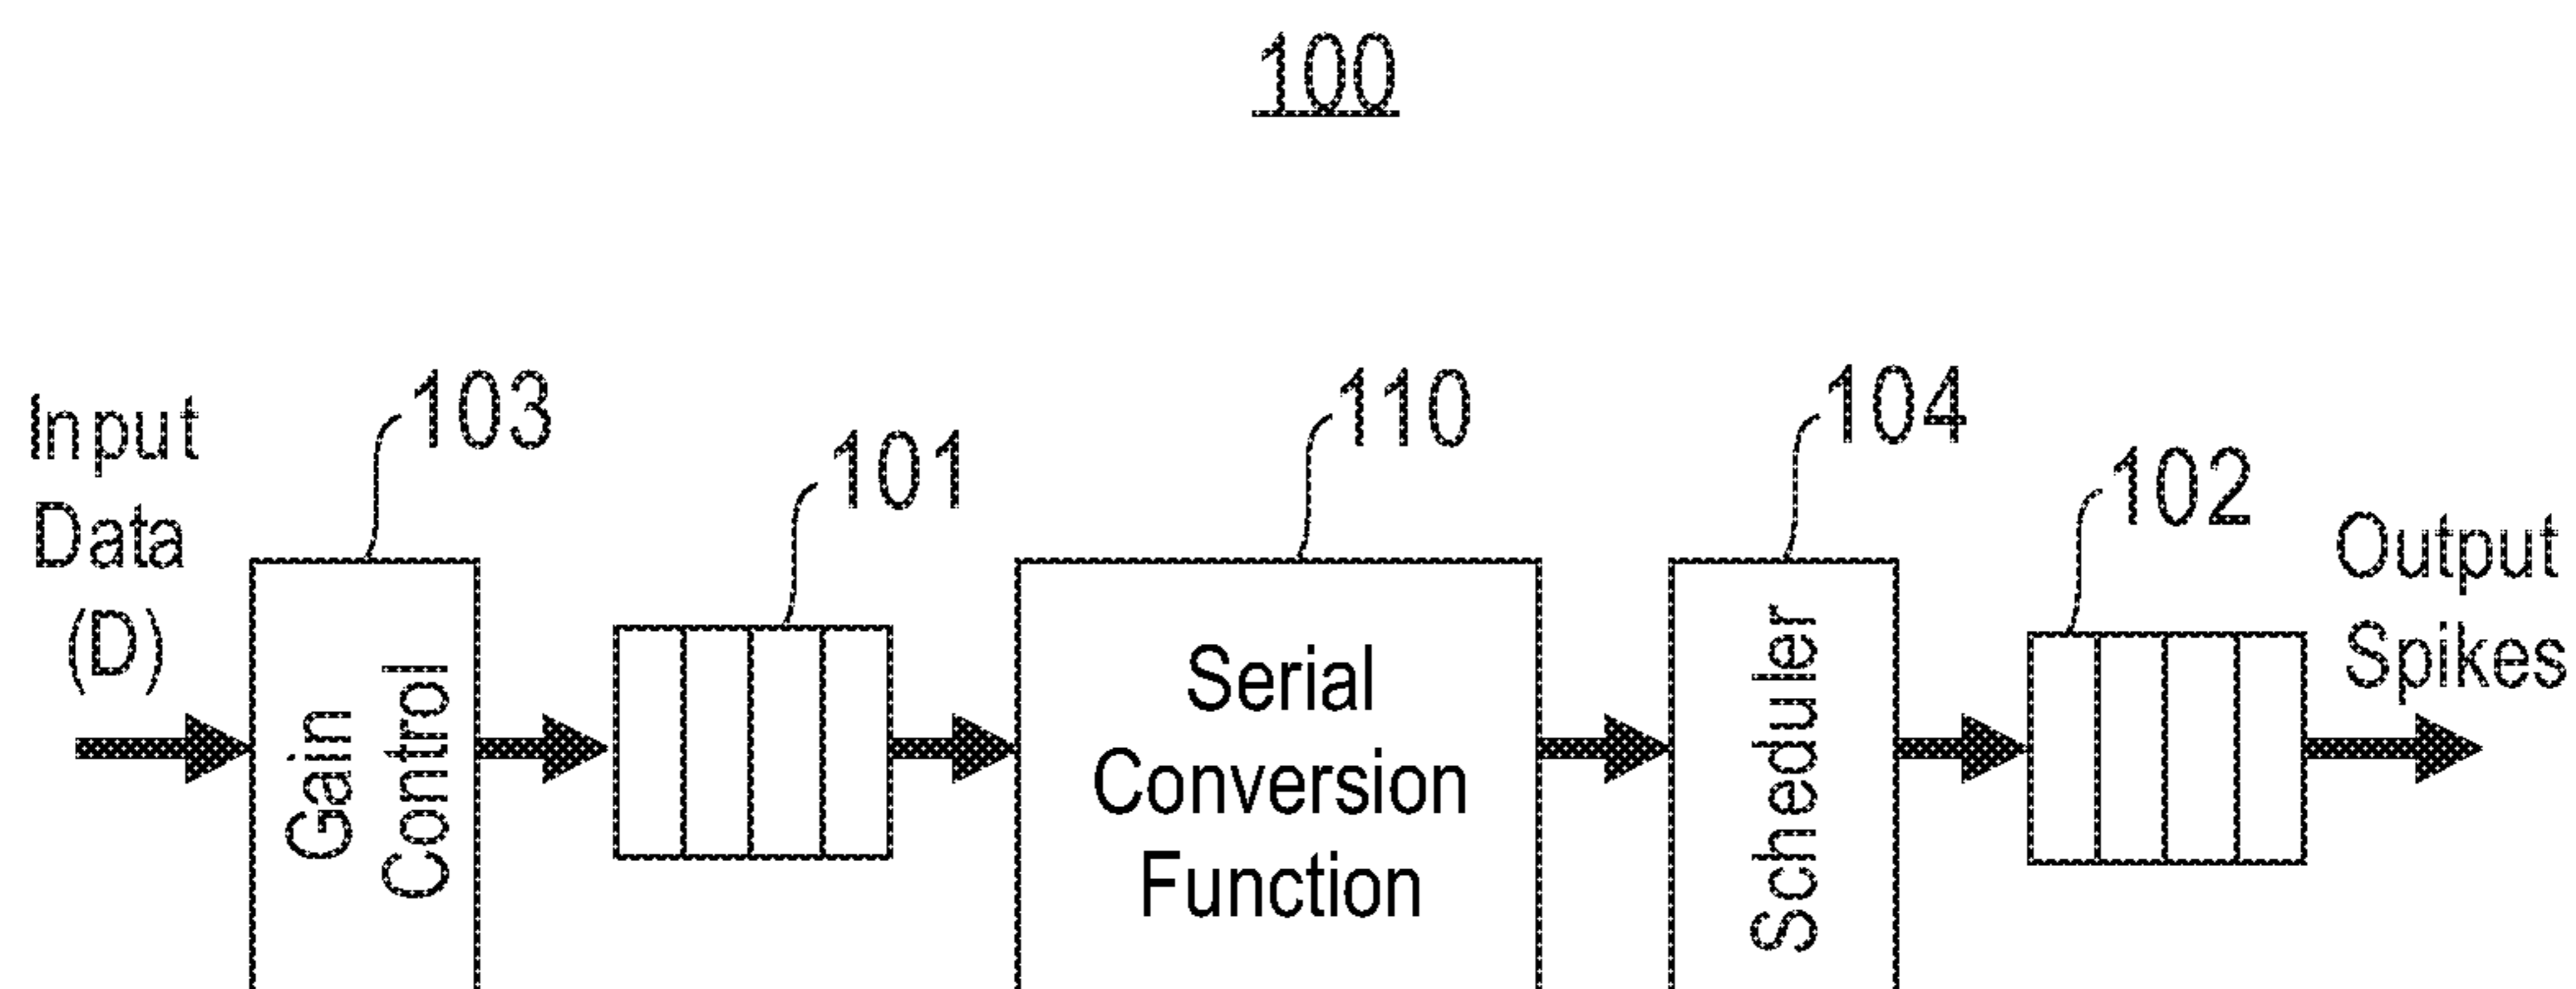 100
Input
Data
(D)
103
101
110
104
102
Output
Spikes
Gain
Control
Serial
Conversion
Function
Scheduler